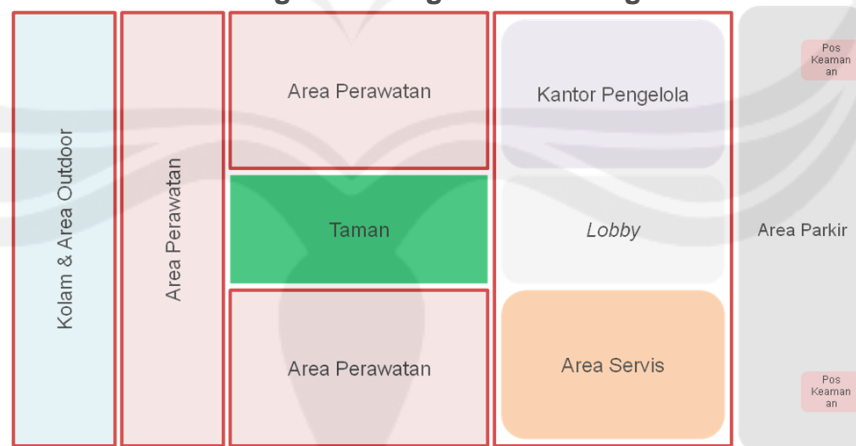 Area Perawatan
Kantor Pengelola
Pos
Keaman
an
Kolam & Area Outdoor
Area Perawatan
Taman
Lobby
Area Parkir
Area Perawatan
Area Servis
Pos
Keaman
an